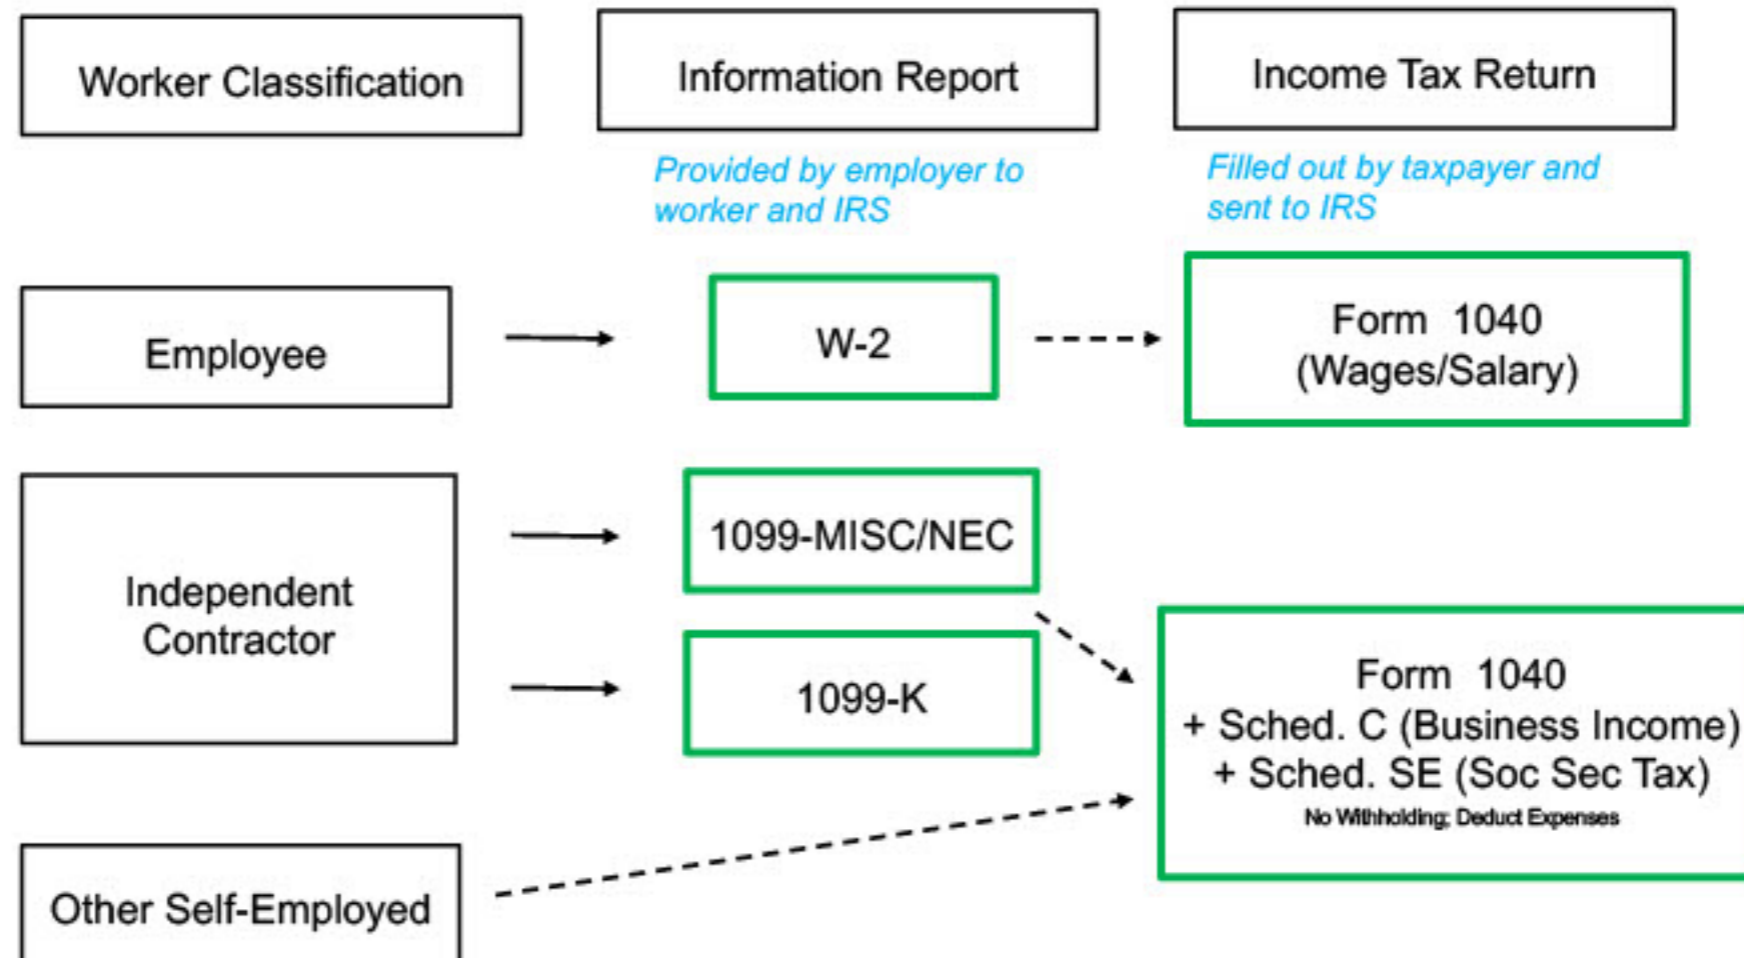 Worker Classification
Information Report
Income Tax Return
Provided by employer to
worker and IRS
Filled out by taxpayer and
sent to IRS
Employee
W-2
Form 1040
(Wages/Salary)
Independent
Contractor
1099-MISC/NEC
1099-K
Form 1040
+ Sched. C (Business Income)
+ Sched. SE (Soc Sec Tax)
No Withholding; Deduct Expenses
Other Self-Employed